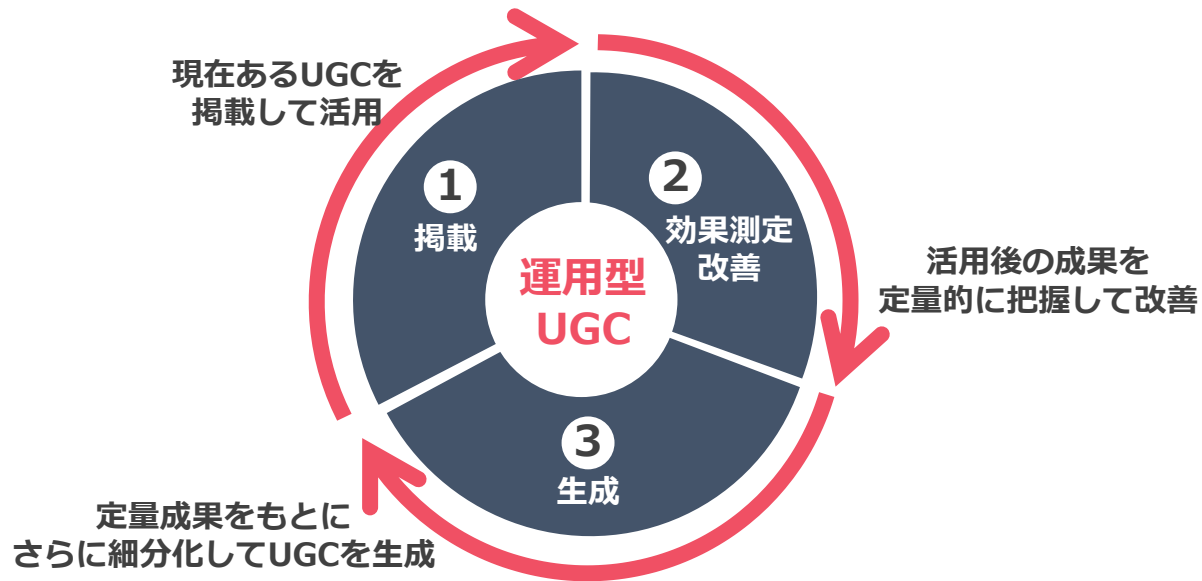 現在あるUGCを
掲載して活用
1
掲載
2
効果測定
改善
運用型
UGC
活用後の成果を
定量的に把握して改善
3
生成
定量成果をもとに
さらに細分化してUGCを生成